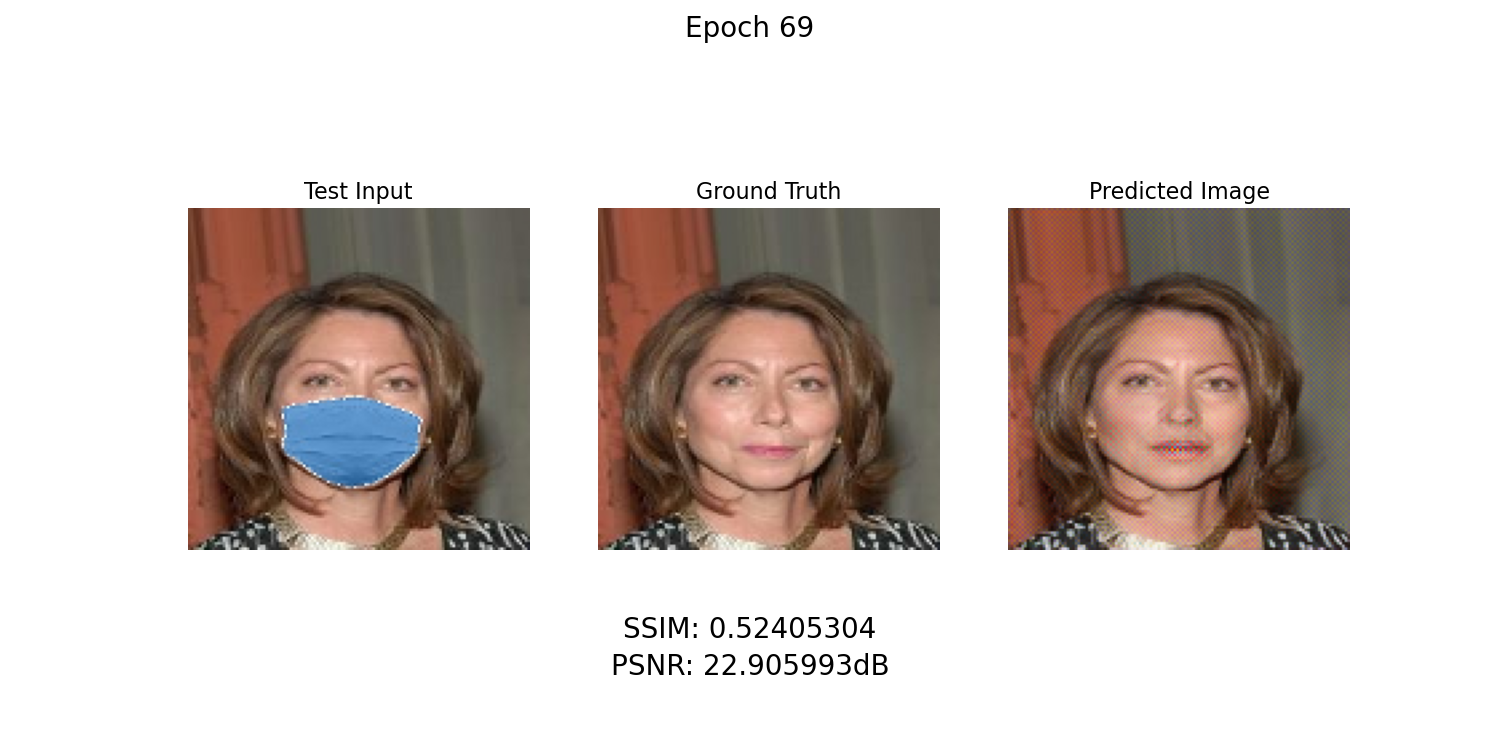 Epoch 69
Test Input
Ground Truth
Predicted Image
SSIM: 0.52405304
PSNR: 22.905993dB